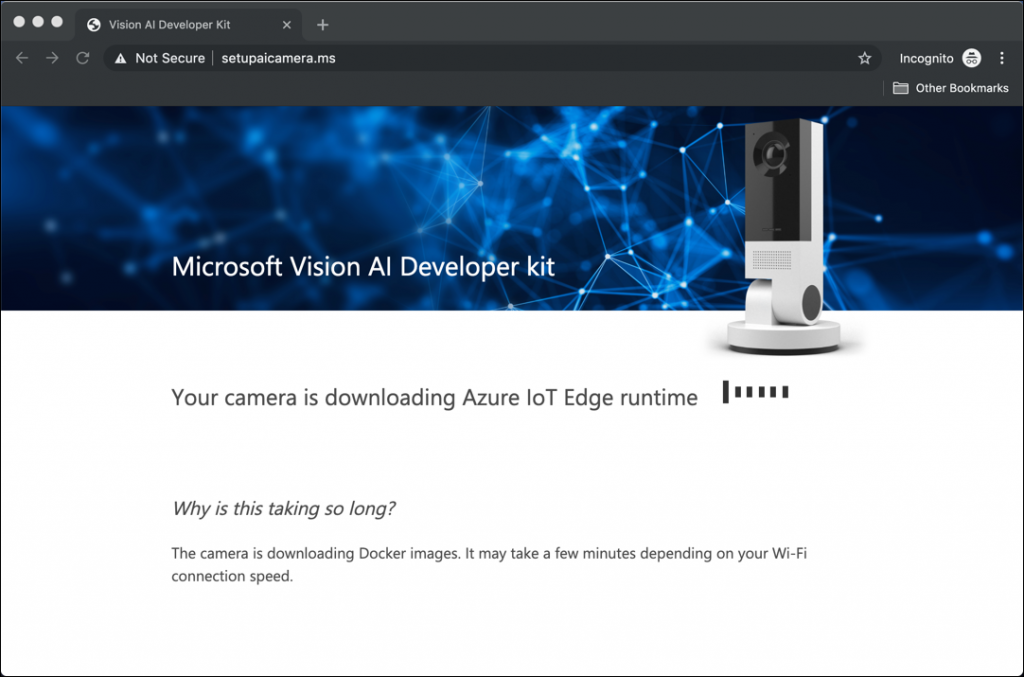 Vision AI Developer Kit
Not Secure
setupaicamera.ms
Incognito
Other Bookmarks
Microsoft Vision AI Developer kit
Your camera is downloading Azure IoT Edge runtime
Why is this taking so long?
The camera is downloading Docker images. It may take a few minutes depending on your Wi-Fi
connection speed.